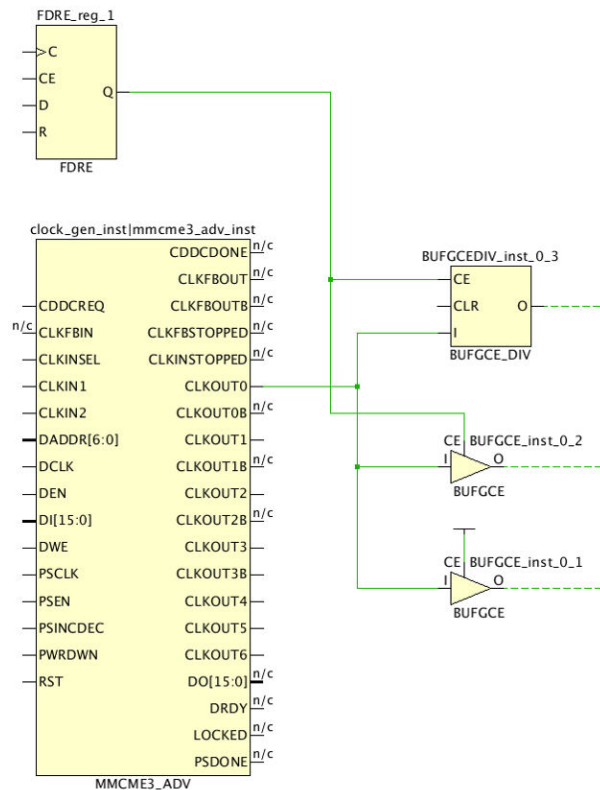 FDRE_reg_1
C
CE
D
R
Q
FDRE
clock_gen_inst|mmcme3_adv_inst
CDDCDONE n/c
CLKFBOUT
CDDCREQ CLKFBOUTB n/c
n/c CLKFBIN CLKFBSTOPPED n/c
CLKINSEL CLKINSTOPPED n/c
CLKIN1 CLKOUT0
CLKIN2 CLKOUT0B n/c
DADDR[6:0] CLKOUT1
DCLK CLKOUT1B n/c
DEN CLKOUT2
DI[15:0] CLKOUT2B n/c
DWE CLKOUT3
PSCLK CLKOUT3B
PSEN CLKOUT4
PSINCDEC CLKOUT5
PWRDWN CLKOUT6
RST DO[15:0] n/c
DRDY n/c
LOCKED n/c
PSDONE n/c
MMCME3_ADV
BUFGCEDIV_inst_0_3
CE
CLR O
I
BUFGCE_DIV
CE BUFGCE_inst_0_2
I O
BUFGCE
CE BUFGCE_inst_0_1
I O
BUFGCE